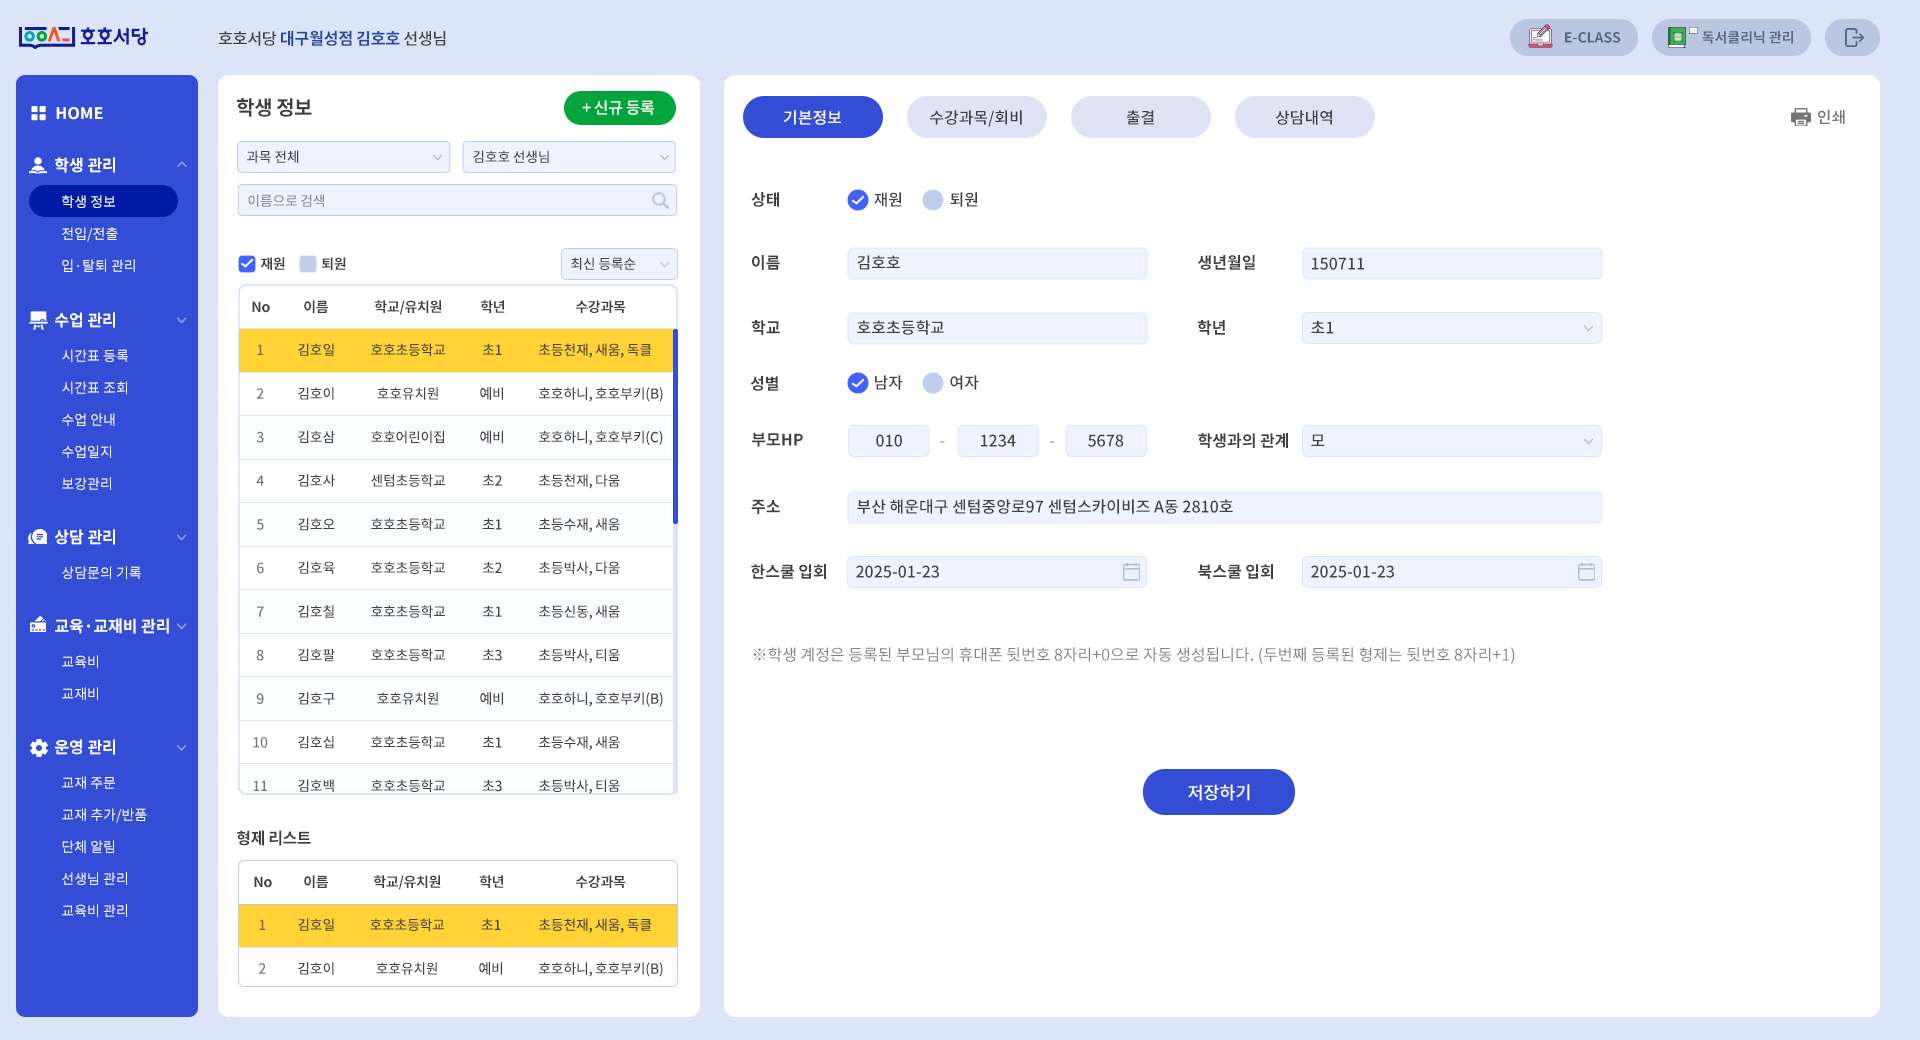 호호서당
호호서당 대구월성점 김호호 선생님
E-CLASS
독서클리닉 관리
HOME
학생 관리
학생 정보
전입/전출
입·탈퇴 관리
수업 관리
시간표 등록
시간표 조회
수업 안내
수업일지
보강관리
상담 관리
상담문의 기록
교육·교재비 관리
교육비
교재비
운영 관리
교재 주문
교재 추가/반품
단체 알림
선생님 관리
교육비 관리
학생 정보
+ 신규 등록
과목 전체
김호호 선생님
이름으로 검색
재원 퇴원
최신 등록순
No 이름 학교/유치원 학년 수강과목
1 김호일 호호초등학교 초1 초등천재, 새움, 독클
2 김호이 호호유치원 예비 호호하니, 호호부키(B)
3 김호삼 호호어린이집 예비 호호하니, 호호부키(C)
4 김호사 센텀초등학교 초2 초등천재, 다움
5 김호오 호호초등학교 초1 초등수재, 새움
6 김호육 호호초등학교 초2 초등박사, 다움
7 김호칠 호호초등학교 초1 초등신동, 새움
8 김호팔 호호초등학교 초3 초등박사, 티움
9 김호구 호호유치원 예비 호호하니, 호호부키(B)
10 김호십 호호초등학교 초1 초등수재, 새움
11 김호백 호호초등학교 초3 초등박사, 티움
형제 리스트
No 이름 학교/유치원 학년 수강과목
1 김호일 호호초등학교 초1 초등천재, 새움, 독클
2 김호이 호호유치원 예비 호호하니, 호호부키(B)
기본정보
수강과목/회비
출결
상담내역
인쇄
상태 재원 퇴원
이름 김호호 생년월일 150711
학교 호호초등학교 학년 초1
성별 남자 여자
부모HP 010 - 1234 - 5678 학생과의 관계 모
주소 부산 해운대구 센텀중앙로97 센텀스카이비즈 A동 2810호
한스쿨 입회 2025-01-23 북스쿨 입회 2025-01-23
※학생 계정은 등록된 부모님의 휴대폰 뒷번호 8자리+0으로 자동 생성됩니다. (두번째 등록된 형제는 뒷번호 8자리+1)
저장하기